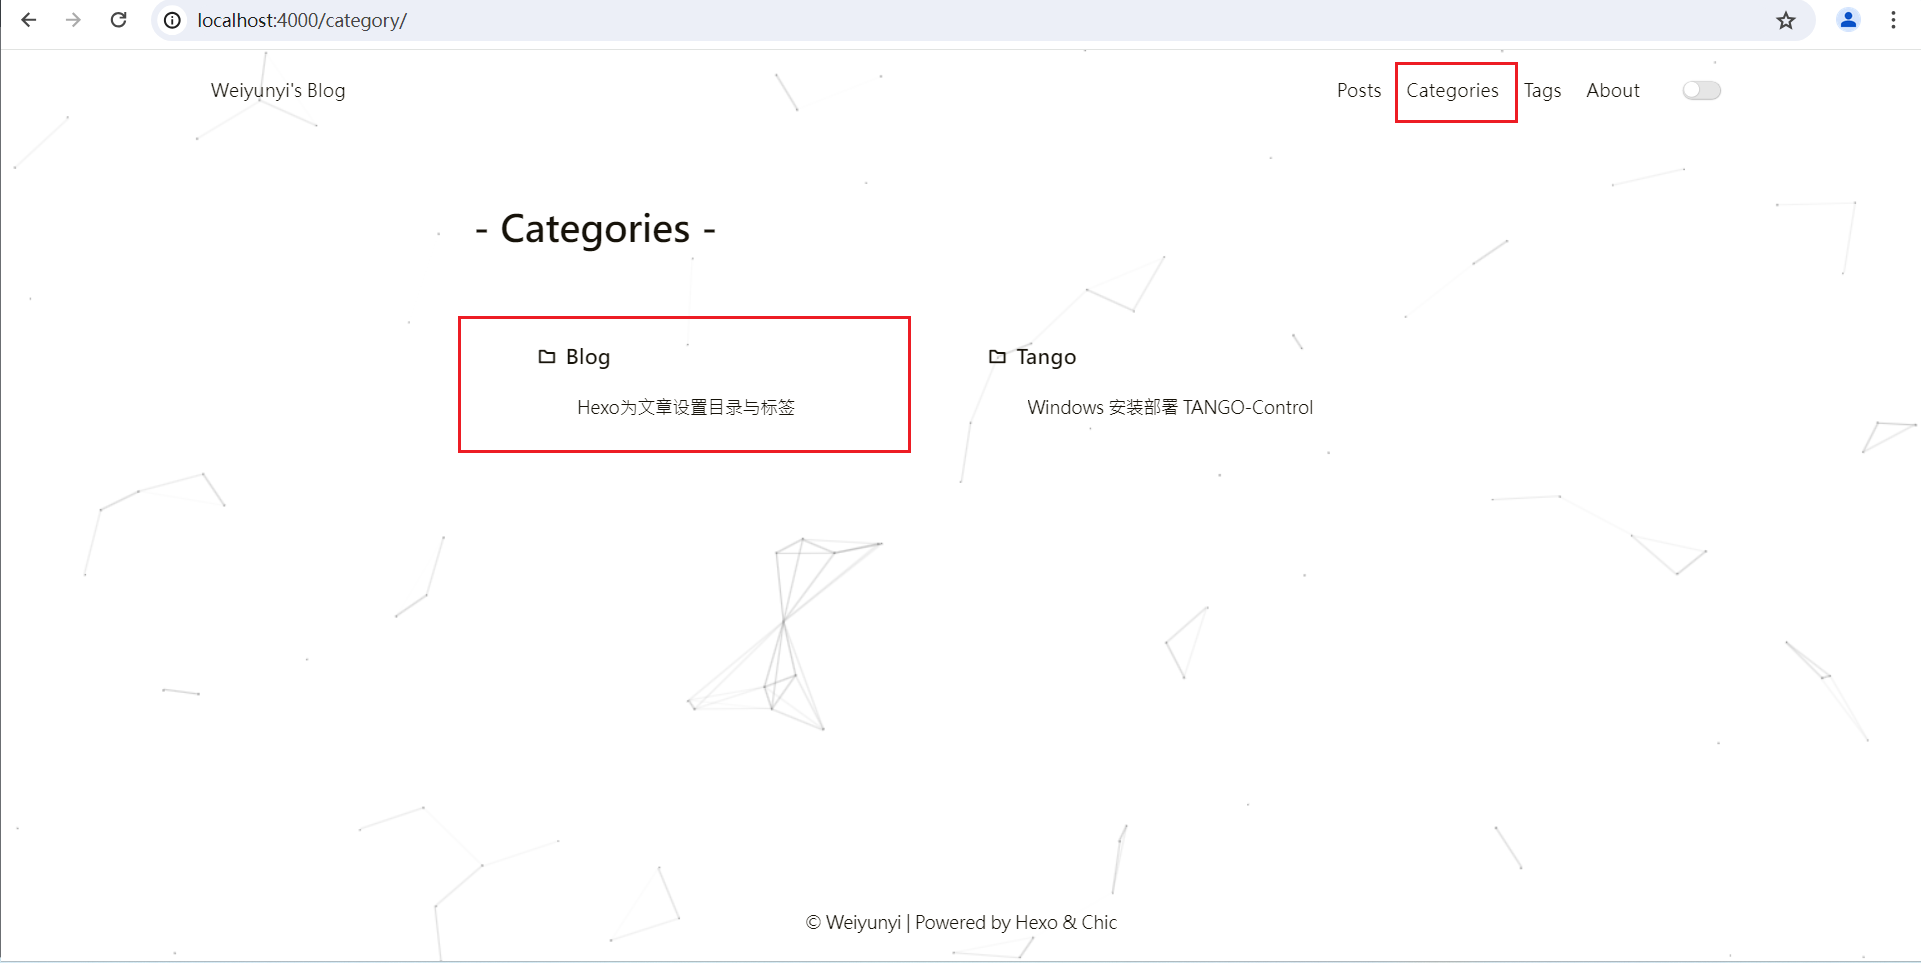 localhost:4000/category/
Weiyunyi's Blog
Posts Categories Tags About
- Categories -
Blog
Hexo为文章设置目录与标签
Tango
Windows 安装部署 TANGO-Control
© Weiyunyi | Powered by Hexo & Chic